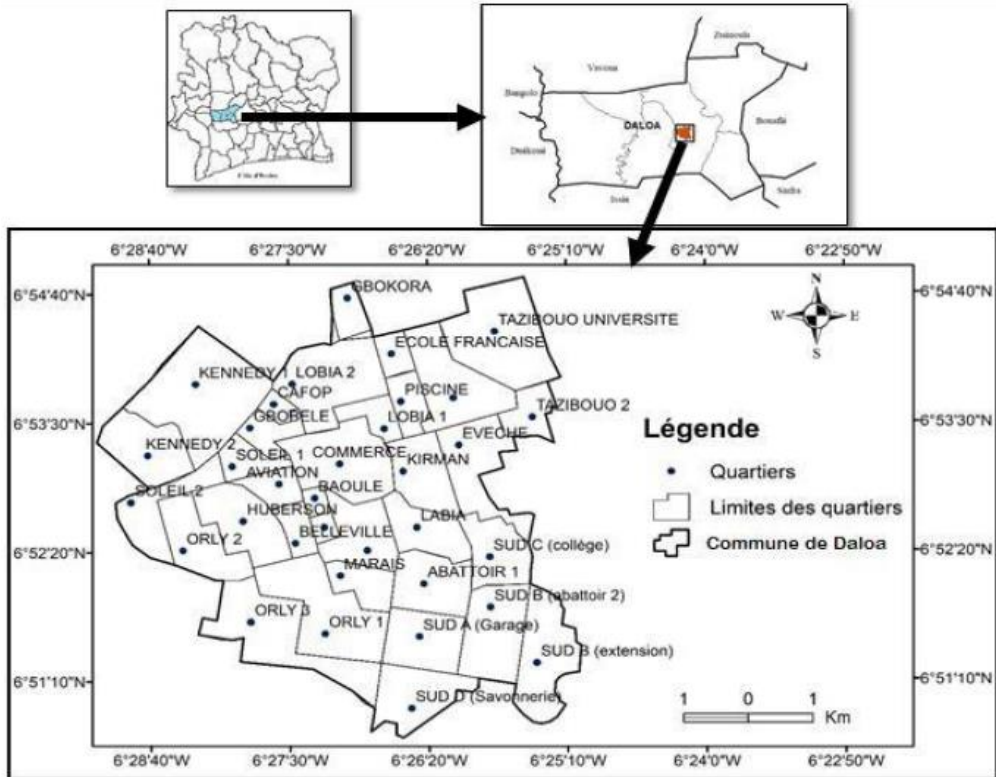 Côte d'Ivoire
Zuénoula
Vavoua
Bangolo
DALOA
Bouaflé
Duékoué
Issia
Sinfra
6°28'40"W 6°27'30"W 6°26'20"W 6°25'10"W 6°24'0"W 6°22'50"W
6°54'40"N 6°54'40"N
GBOKORA
N
W E
S
TAZIBOUO UNIVERSITE
ECOLE FRANCAISE
KENNEDY 1 LOBIA 2
CAFOP PISCINE
GBOBELE LOBIA 1 TAZIBOUO 2
6°53'30"N 6°53'30"N
EVECHE
Légende
KENNEDY 2
SOLEIL 1 COMMERCE KIRMAN
Quartiers
AVIATION
BAOULE
SOLEIL 2
Limites des quartiers
HUBERSON LABIA
ORLY 2 BELLEVILLE SUD C (collège)
Commune de Daloa
6°52'20"N 6°52'20"N
MARAIS ABATTOIR 1
SUD B (abattoir 2)
ORLY 3 ORLY 1 SUD A (Garage)
SUD B (extension)
6°51'10"N 6°51'10"N
SUD D (Savonnerie)
1 0 1
Km
6°28'40"W 6°27'30"W 6°26'20"W 6°25'10"W 6°24'0"W 6°22'50"W